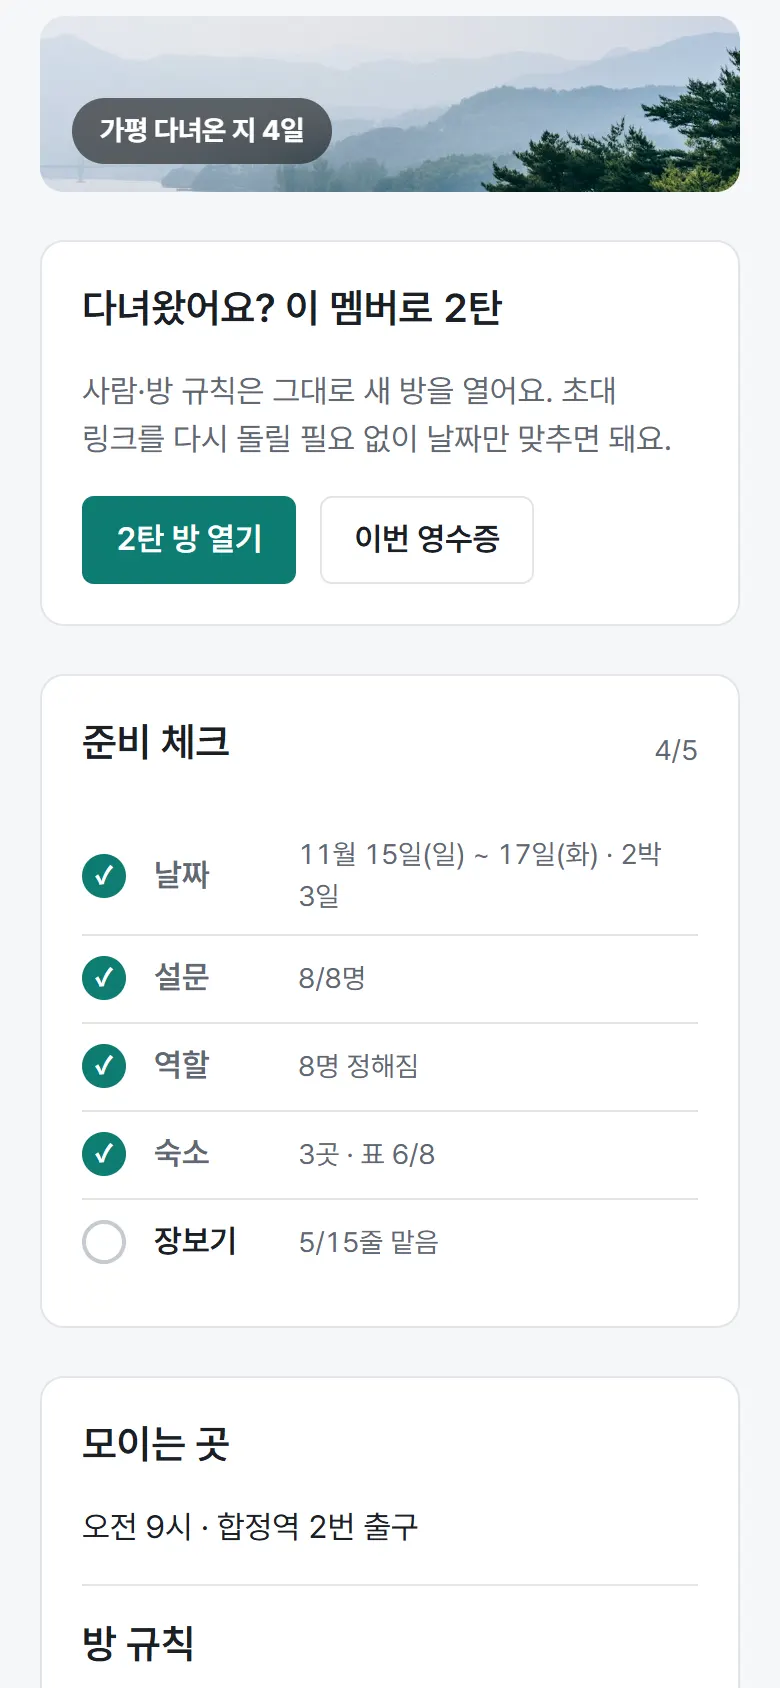 가평 다녀온 지 4일
다녀왔어요? 이 멤버로 2탄
사람·방 규칙은 그대로 새 방을 열어요. 초대
링크를 다시 돌릴 필요 없이 날짜만 맞추면 돼요.
2탄 방 열기
이번 영수증
준비 체크
4/5
날짜
11월 15일(일) ~ 17일(화) · 2박
3일
설문
8/8명
역할
8명 정해짐
숙소
3곳 · 표 6/8
장보기
5/15줄 맡음
모이는 곳
오전 9시 · 합정역 2번 출구
방 규칙